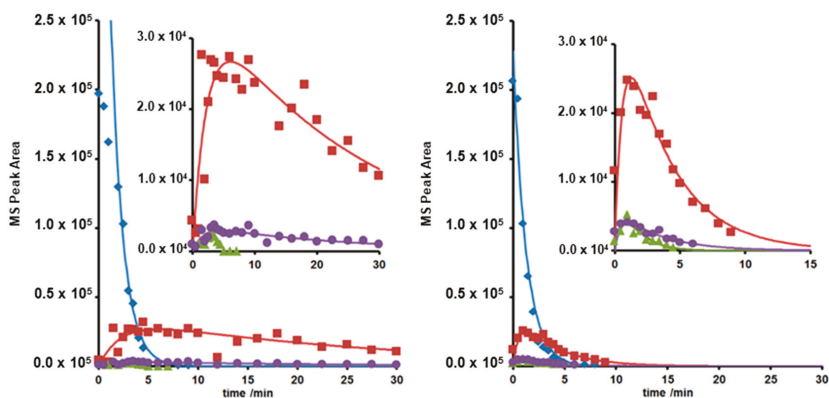 2.5 x 10⁵
2.0 x 10⁵
1.5 x 10⁵
1.0 x 10⁵
0.5 x 10⁵
0.0 x 10⁵
MS Peak Area
0 5 10 15 20 25 30
time /min
3.0 x 10⁴
2.0 x 10⁴
1.0 x 10⁴
0.0 x 10⁴
0 10 20 30
2.5 x 10⁵
2.0 x 10⁵
1.5 x 10⁵
1.0 x 10⁵
0.5 x 10⁵
0.0 x 10⁵
MS Peak Area
0 5 10 15 20 25 30
time /min
3.0 x 10⁴
2.0 x 10⁴
1.0 x 10⁴
0.0 x 10⁴
0 5 10 15